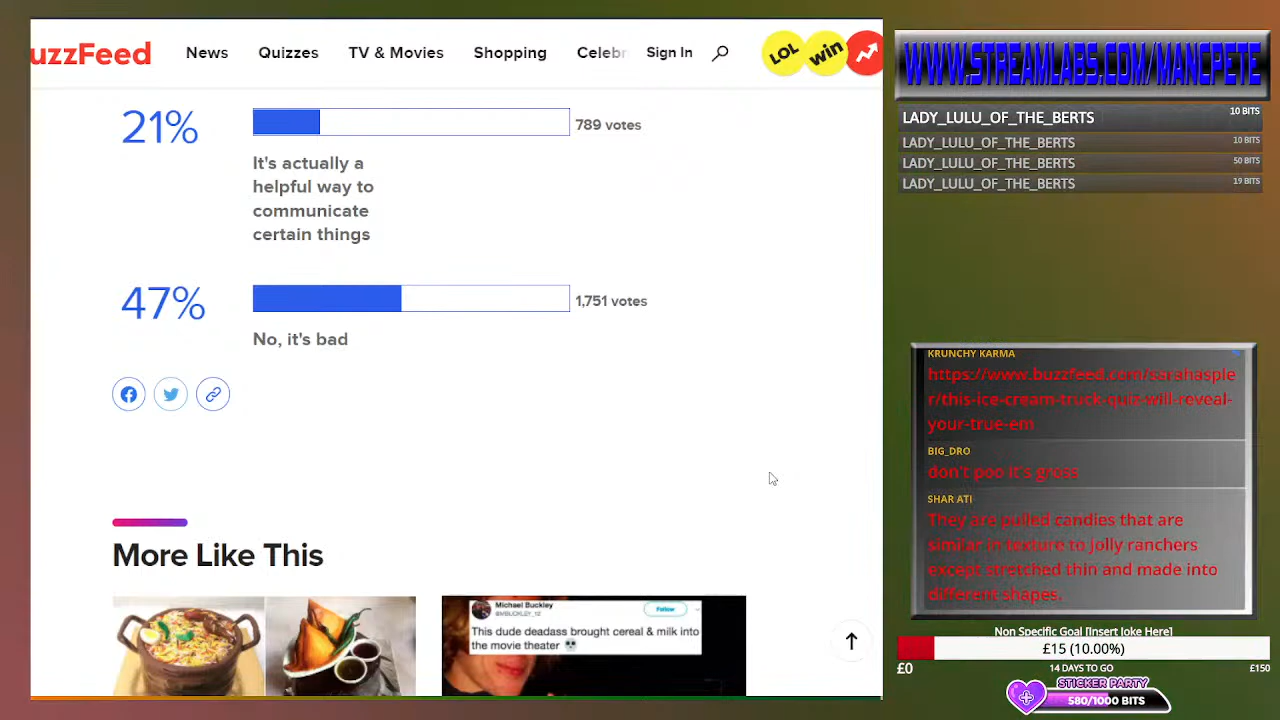 uzzFeed
News
Quizzes
TV & Movies
Shopping
Celebr
Sign In
LOL
win
21%
789 votes
It's actually a
helpful way to
communicate
certain things
47%
1,751 votes
No, it's bad
More Like This
Michael Buckley
Follow
This dude deadass brought cereal & milk into
the movie theater
WWW.STREAMLABS.COM/MANCPETE
LADY_LULU_OF_THE_BERTS 10 BITS
LADY_LULU_OF_THE_BERTS 10 BITS
LADY_LULU_OF_THE_BERTS 50 BITS
LADY_LULU_OF_THE_BERTS 19 BITS
KRUNCHY KARMA
https://www.buzzfeed.com/sarahasple
r/this-ice-cream-truck-quiz-will-reveal-
your-true-em
BIG_DRO
don't poo it's gross
SHAR ATI
They are pulled candies that are
similar in texture to jolly ranchers
except stretched thin and made into
different shapes.
Non Specific Goal [Insert Joke Here]
£15 (10.00%)
£0
14 DAYS TO GO
£150
STICKER PARTY
580/1000 BITS